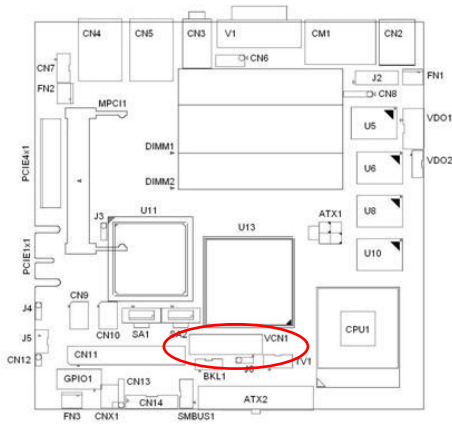 CN4
CN5
CN3
V1
CM1
CN2
CN6
CN7
J2
FN1
FN2
CN8
MPCI1
VDO1
U5
PCIE4x1
DIMM1
U6
VDO2
DIMM2
U11
J3
U13
ATX1
U8
PCIE1x1
U10
CN9
J4
CN10
SA1
SA2
VCN1
CPU1
J5
CN12
CN11
BKL1
TV1
GPIO1
CN13
FN3
CNX1
CN14
SMBUS1
ATX2